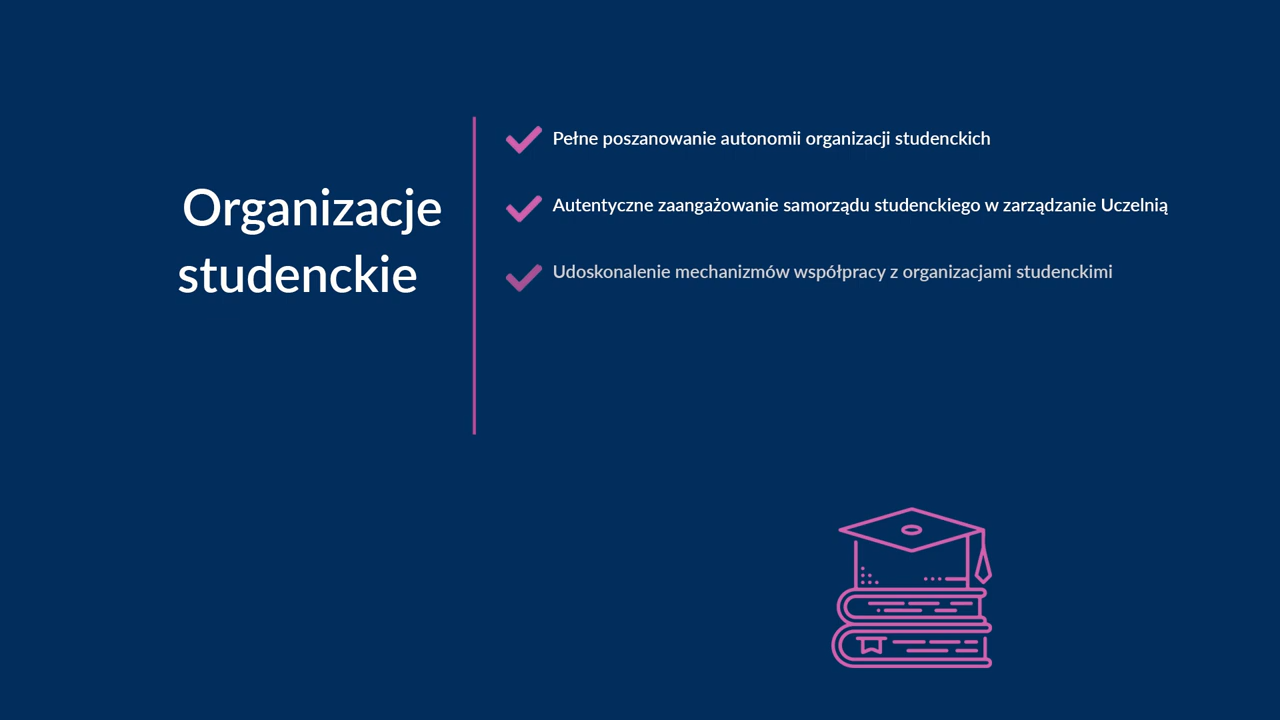 Organizacje
studenckie
Pełne poszanowanie autonomii organizacji studenckich
Autentyczne zaangażowanie samorządu studenckiego w zarządzanie Uczelnią
Udoskonalenie mechanizmów współpracy z organizacjami studenckimi